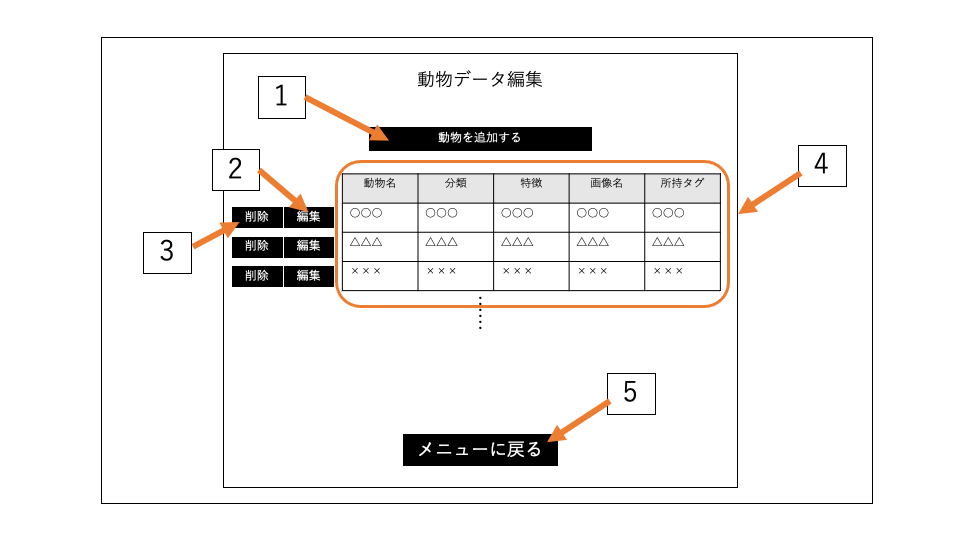 動物データ編集
1
動物を追加する
2
4
動物名 分類 特徴 画像名 所持タグ
削除 編集 ○○○ ○○○ ○○○ ○○○ ○○○
3
削除 編集 △△△ △△△ △△△ △△△ △△△
削除 編集 ××× ××× ××× ××× ×××
……
5
メニューに戻る